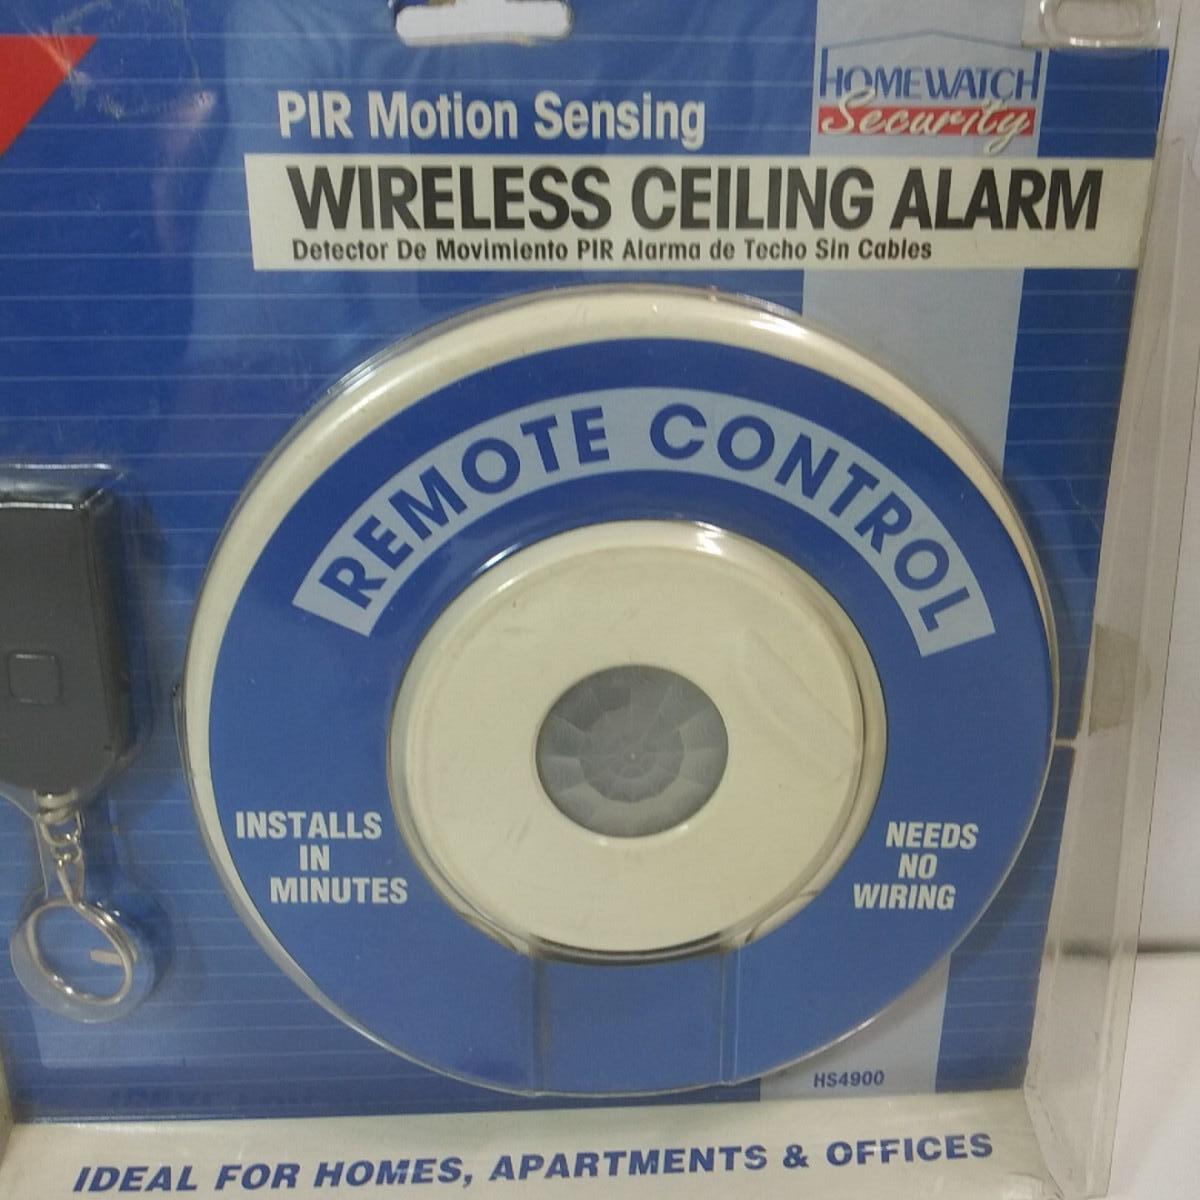 HOMEWATCH
Security
PIR Motion Sensing
WIRELESS CEILING ALARM
Detector De Movimiento PIR Alarma de Techo Sin Cables
REMOTE CONTROL
INSTALLS
IN
MINUTES
NEEDS
NO
WIRING
HS4900
IDEAL FOR HOMES, APARTMENTS & OFFICES